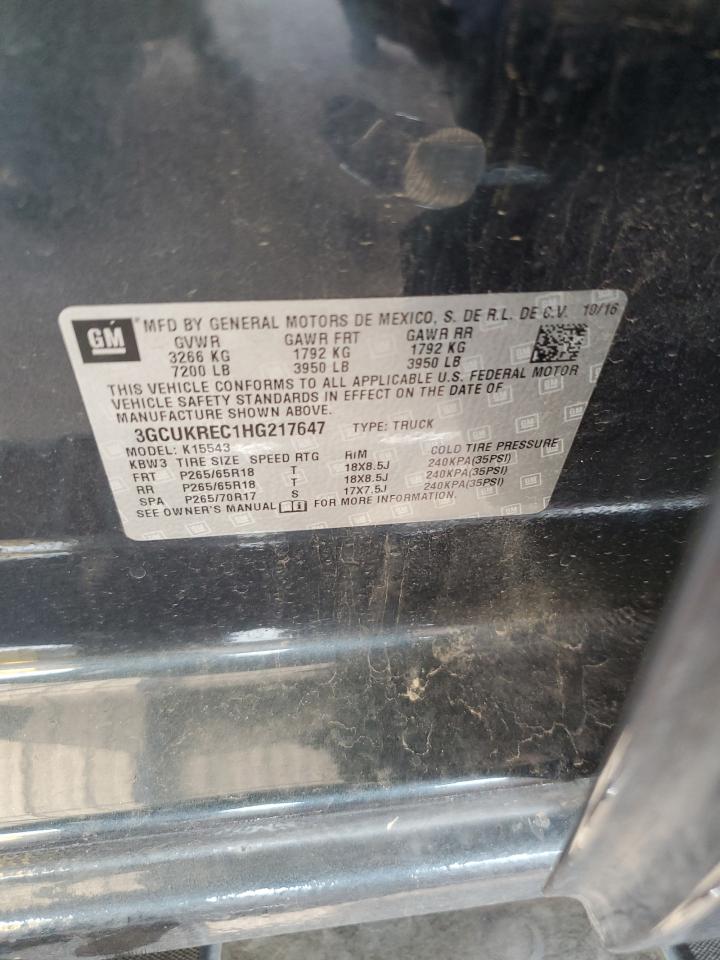 GM MFD BY GENERAL MOTORS DE MEXICO, S. DE R.L. DE C.V. 10/16
GVWR GAWR FRT GAWR RR
3266 KG 1792 KG 1792 KG
7200 LB 3950 LB 3950 LB
THIS VEHICLE CONFORMS TO ALL APPLICABLE U.S. FEDERAL MOTOR
VEHICLE SAFETY STANDARDS IN EFFECT ON THE DATE OF
MANUFACTURE SHOWN ABOVE.
3GCUKREC1HG217647 TYPE: TRUCK
MODEL: K15543
KBW3 TIRE SIZE SPEED RTG RIM COLD TIRE PRESSURE
FRT P265/65R18 T 18X8.5J 240KPA(35PSI)
RR P265/65R18 T 18X8.5J 240KPA(35PSI)
SPA P265/70R17 S 17X7.5J 240KPA(35PSI)
SEE OWNER'S MANUAL FOR MORE INFORMATION.